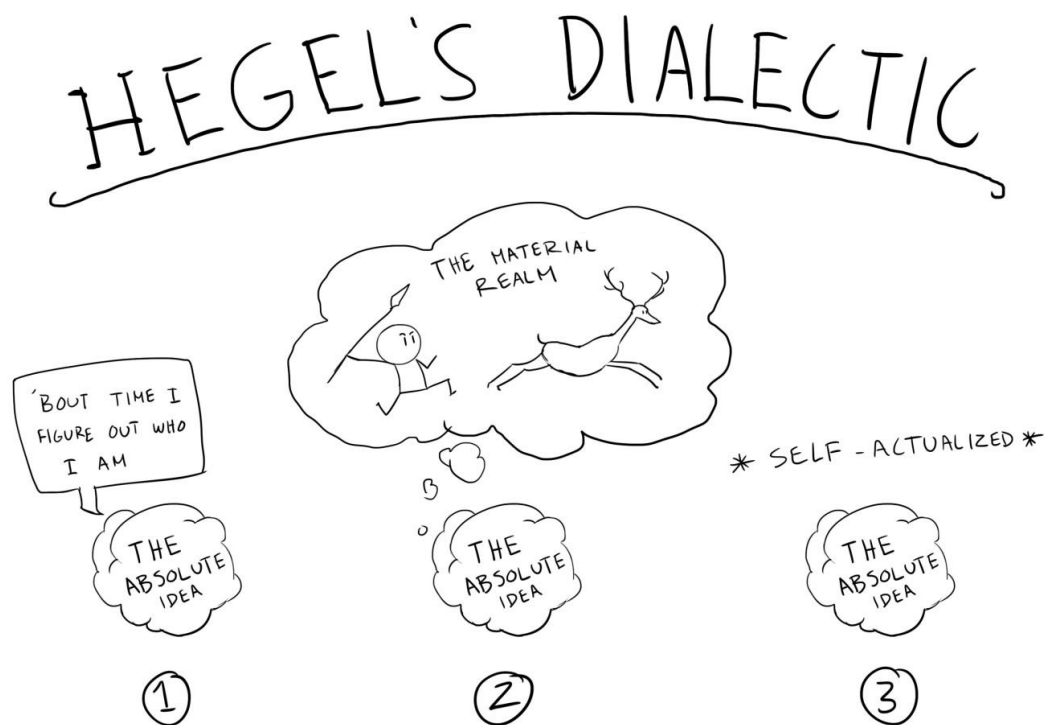 HEGEL'S DIALECTIC
THE MATERIAL
REALM
'BOUT TIME I
FIGURE OUT WHO
I AM
* SELF-ACTUALIZED *
THE
ABSOLUTE
IDEA
THE
ABSOLUTE
IDEA
THE
ABSOLUTE
IDEA
1
2
3